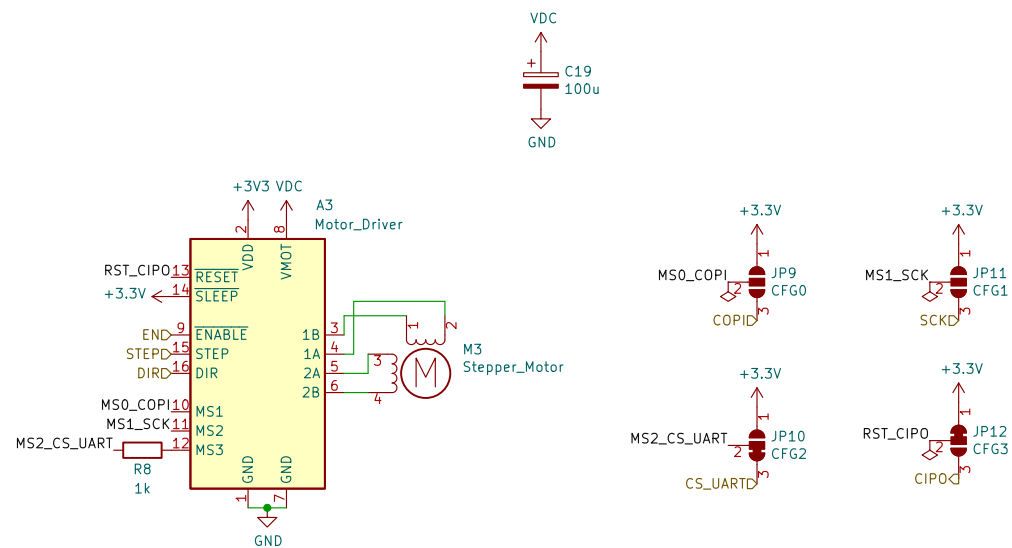 VDC
+
C19
100u
GND
+3V3 VDC
2
8
A3
Motor_Driver
VDD
VMOT
RST_CIPO 13 RESET
+3.3V 14 SLEEP
EN 9 ENABLE
STEP 15 STEP
DIR 16 DIR
MS0_COPI 10 MS1
MS1_SCK 11 MS2
MS2_CS_UART 12 MS3
R8
1k
1B 3
1A 4
2A 5
2B 6
1
2
3
4
M
M3
Stepper_Motor
GND
GND
1
7
GND
+3.3V
1
MS0_COPI
2
JP9
CFG0
3
COPI
+3.3V
1
MS1_SCK
2
JP11
CFG1
3
SCK
+3.3V
1
MS2_CS_UART
2
JP10
CFG2
3
CS_UART
+3.3V
1
RST_CIPO
2
JP12
CFG3
3
CIPO